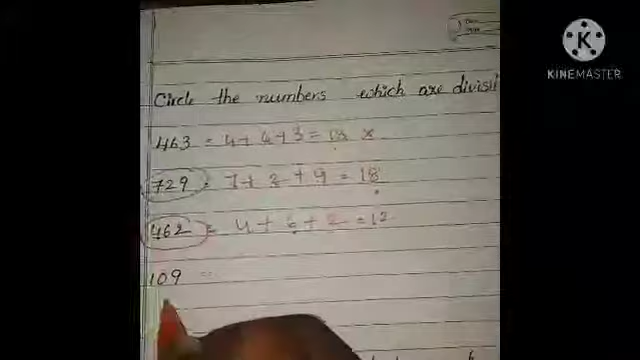 KINEMASTER
Circle the numbers which are divisi
463 = 4+6+3=13 x
729 = 7+2+9=18
462 = 4+6+2=12
109 =